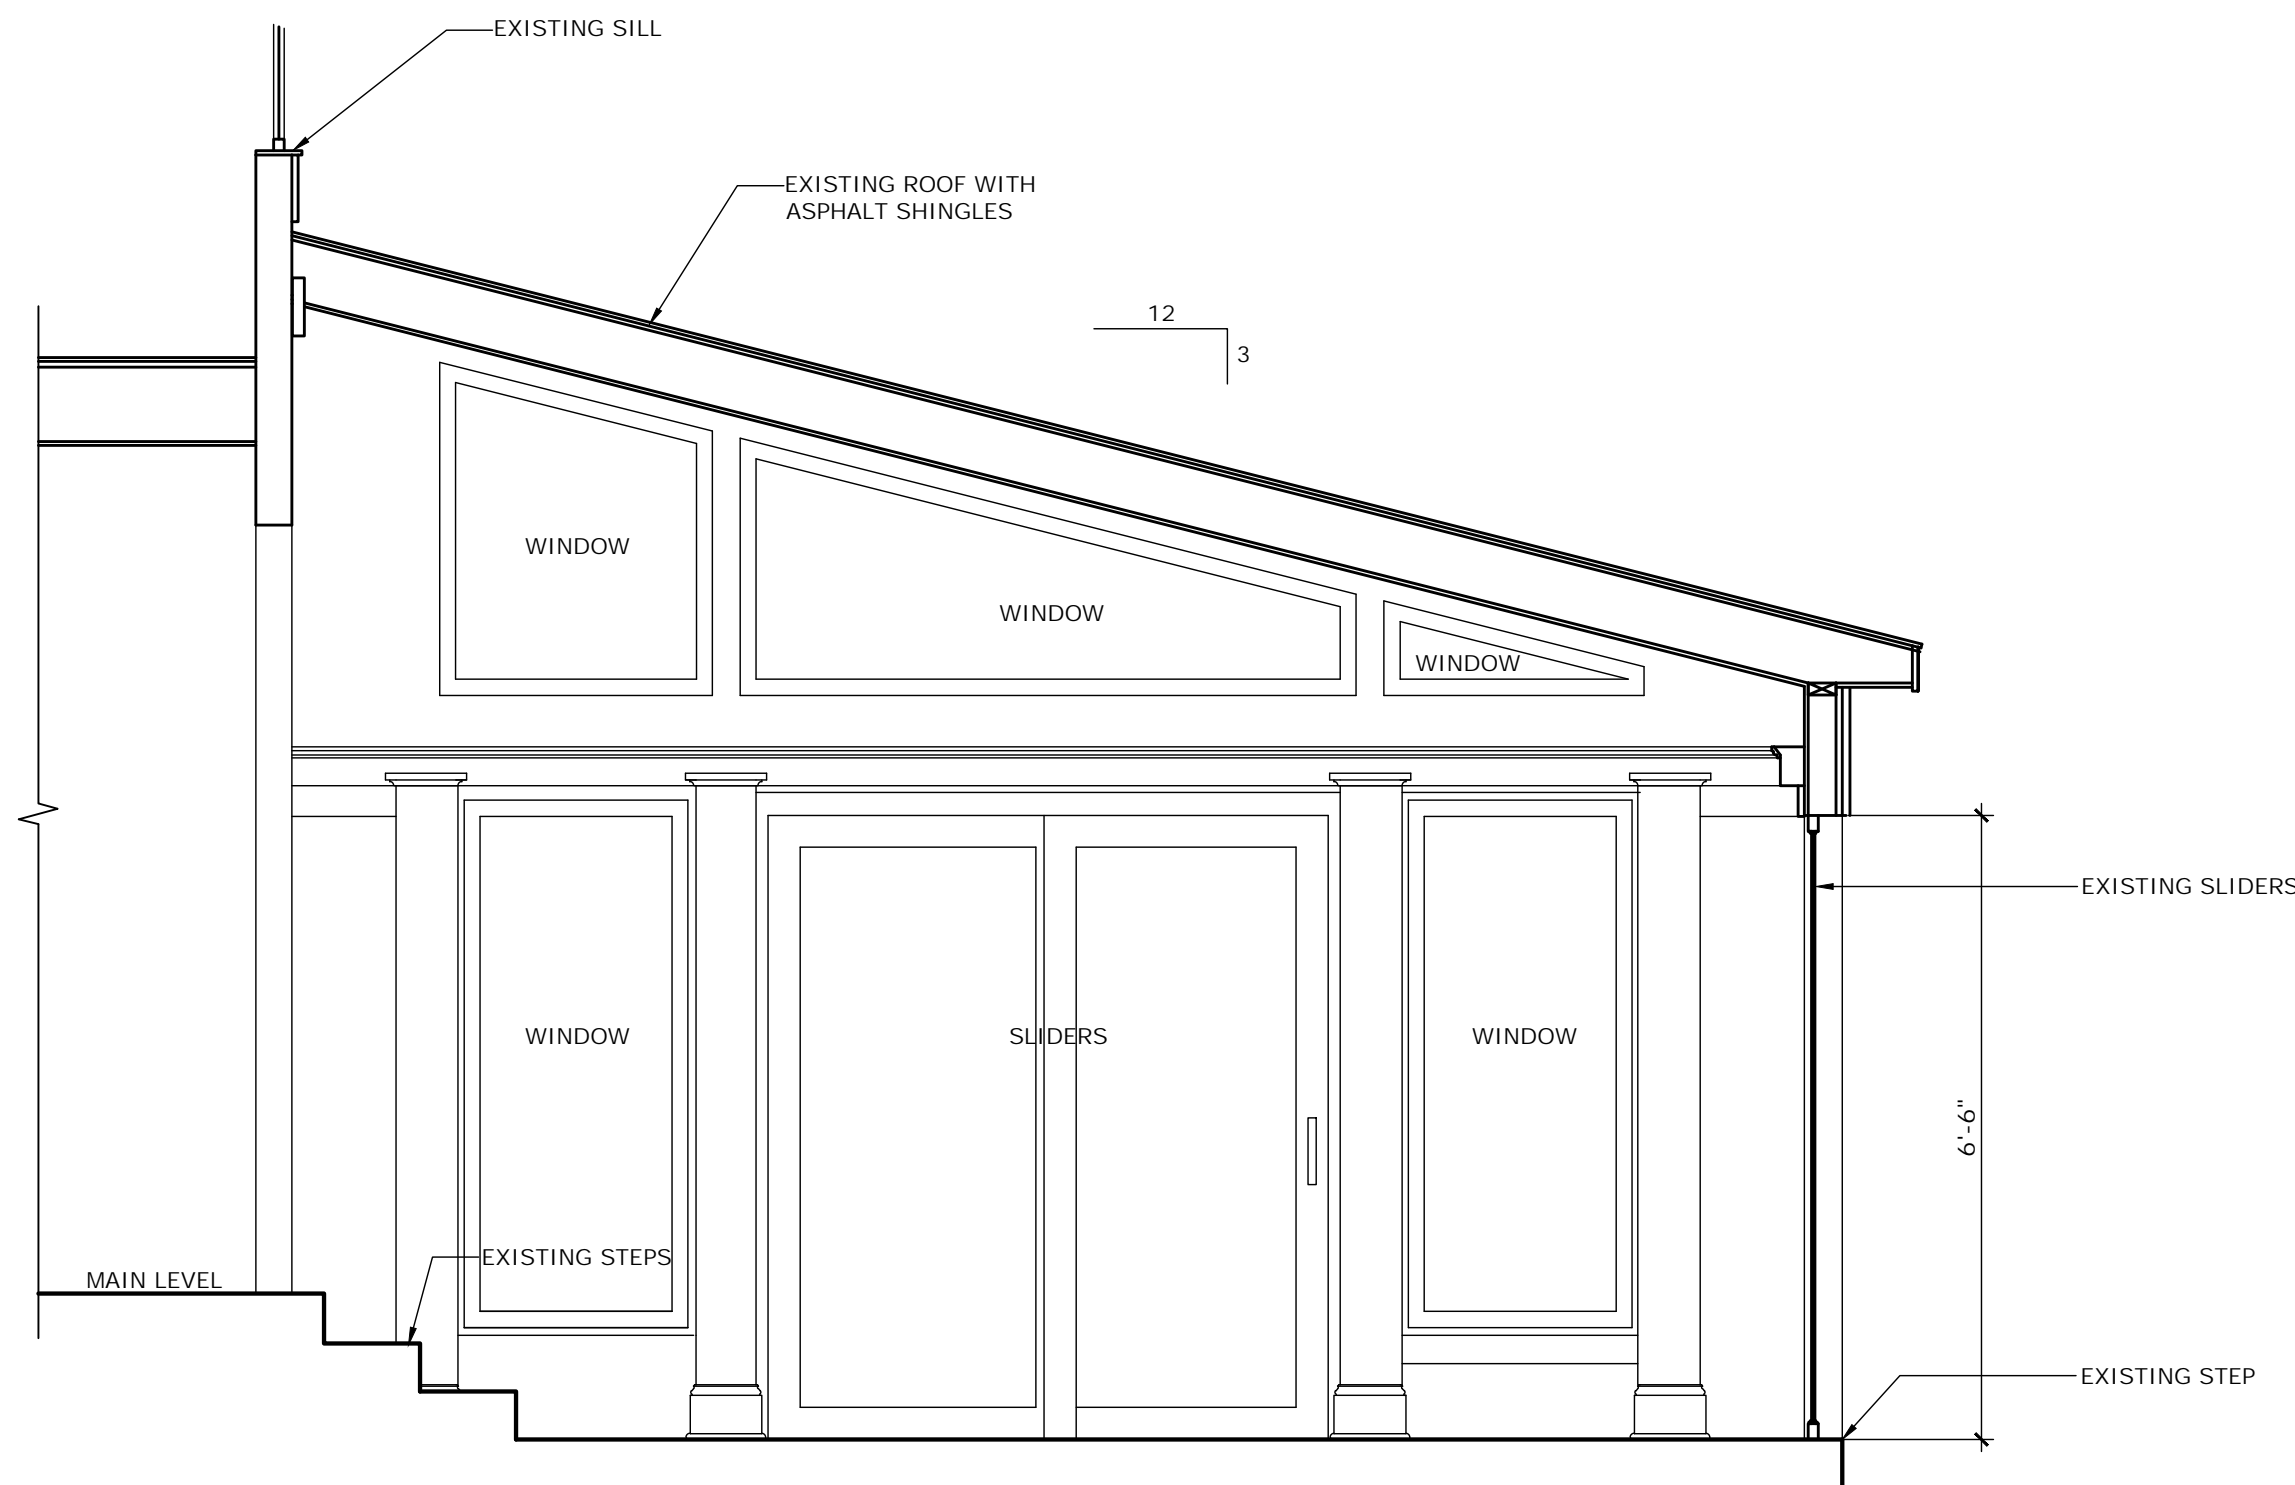 EXISTING SILL
EXISTING ROOF WITH
ASPHALT SHINGLES
12
3
WINDOW
WINDOW
WINDOW
EXISTING SLIDERS
WINDOW
SLIDERS
WINDOW
6'-6"
EXISTING STEPS
MAIN LEVEL
EXISTING STEP